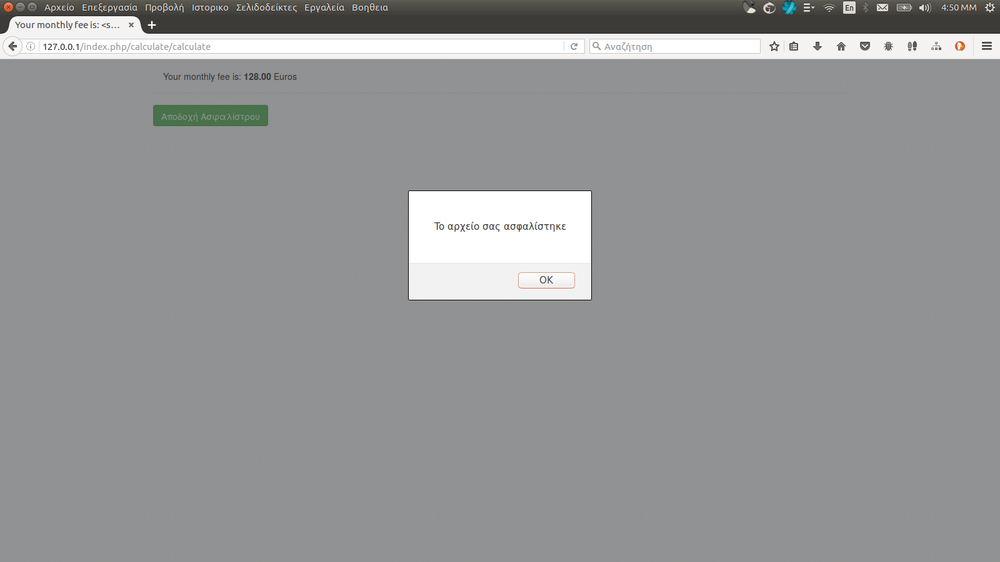 Αρχείο Επεξεργασία Προβολή Ιστορικο Σελιδοδείκτες Εργαλεία Βοηθεια En 4:50 ΜΜ
Your monthly fee is: <s...
127.0.0.1/index.php/calculate/calculate
Αναζήτηση
Your monthly fee is: 128.00 Euros
Αποδοχή Ασφαλίστρου
Το αρχείο σας ασφαλίστηκε
OK